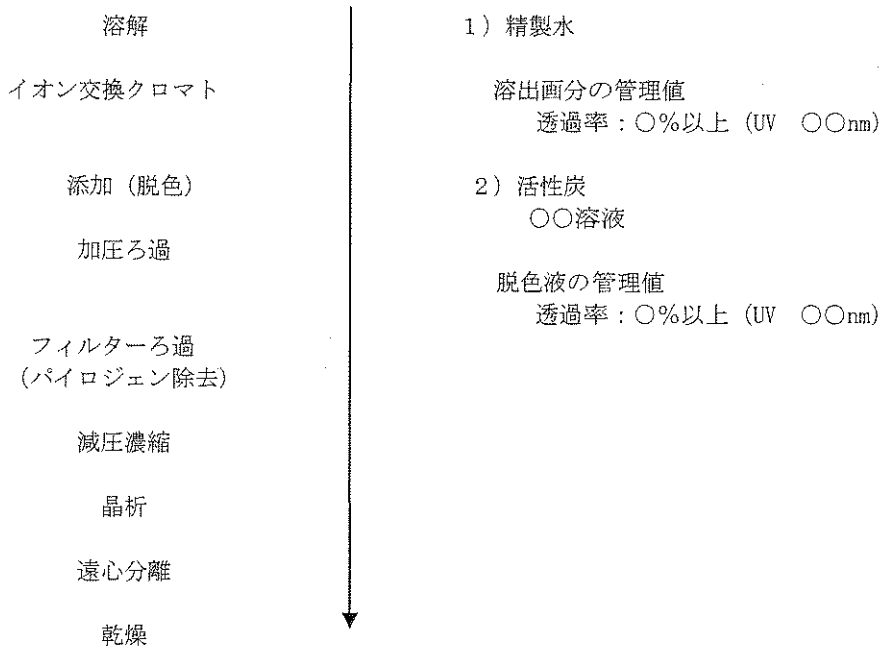 溶解
1）精製水
イオン交換クロマト
溶出画分の管理値
透過率：○％以上（UV　○○nm）
添加（脱色）
2）活性炭
○○溶液
加圧ろ過
脱色液の管理値
透過率：○％以上（UV　○○nm）
フィルターろ過
（パイロジェン除去）
減圧濃縮
晶析
遠心分離
乾燥